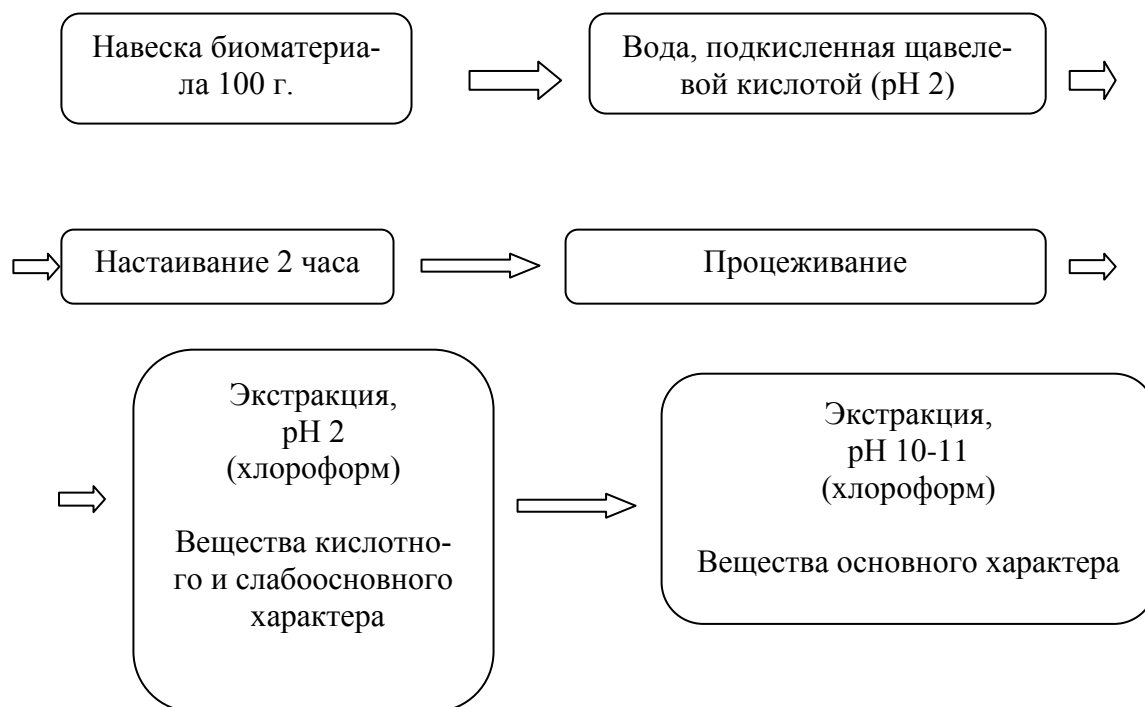 Навеска биоматериа-
ла 100 г.
Вода, подкисленная щавеле-
вой кислотой (pH 2)
Настаивание 2 часа
Процеживание
Экстракция,
pH 2
(хлороформ)
Вещества кислотно-
го и слабоосновного
характера
Экстракция,
pH 10-11
(хлороформ)
Вещества основного характера